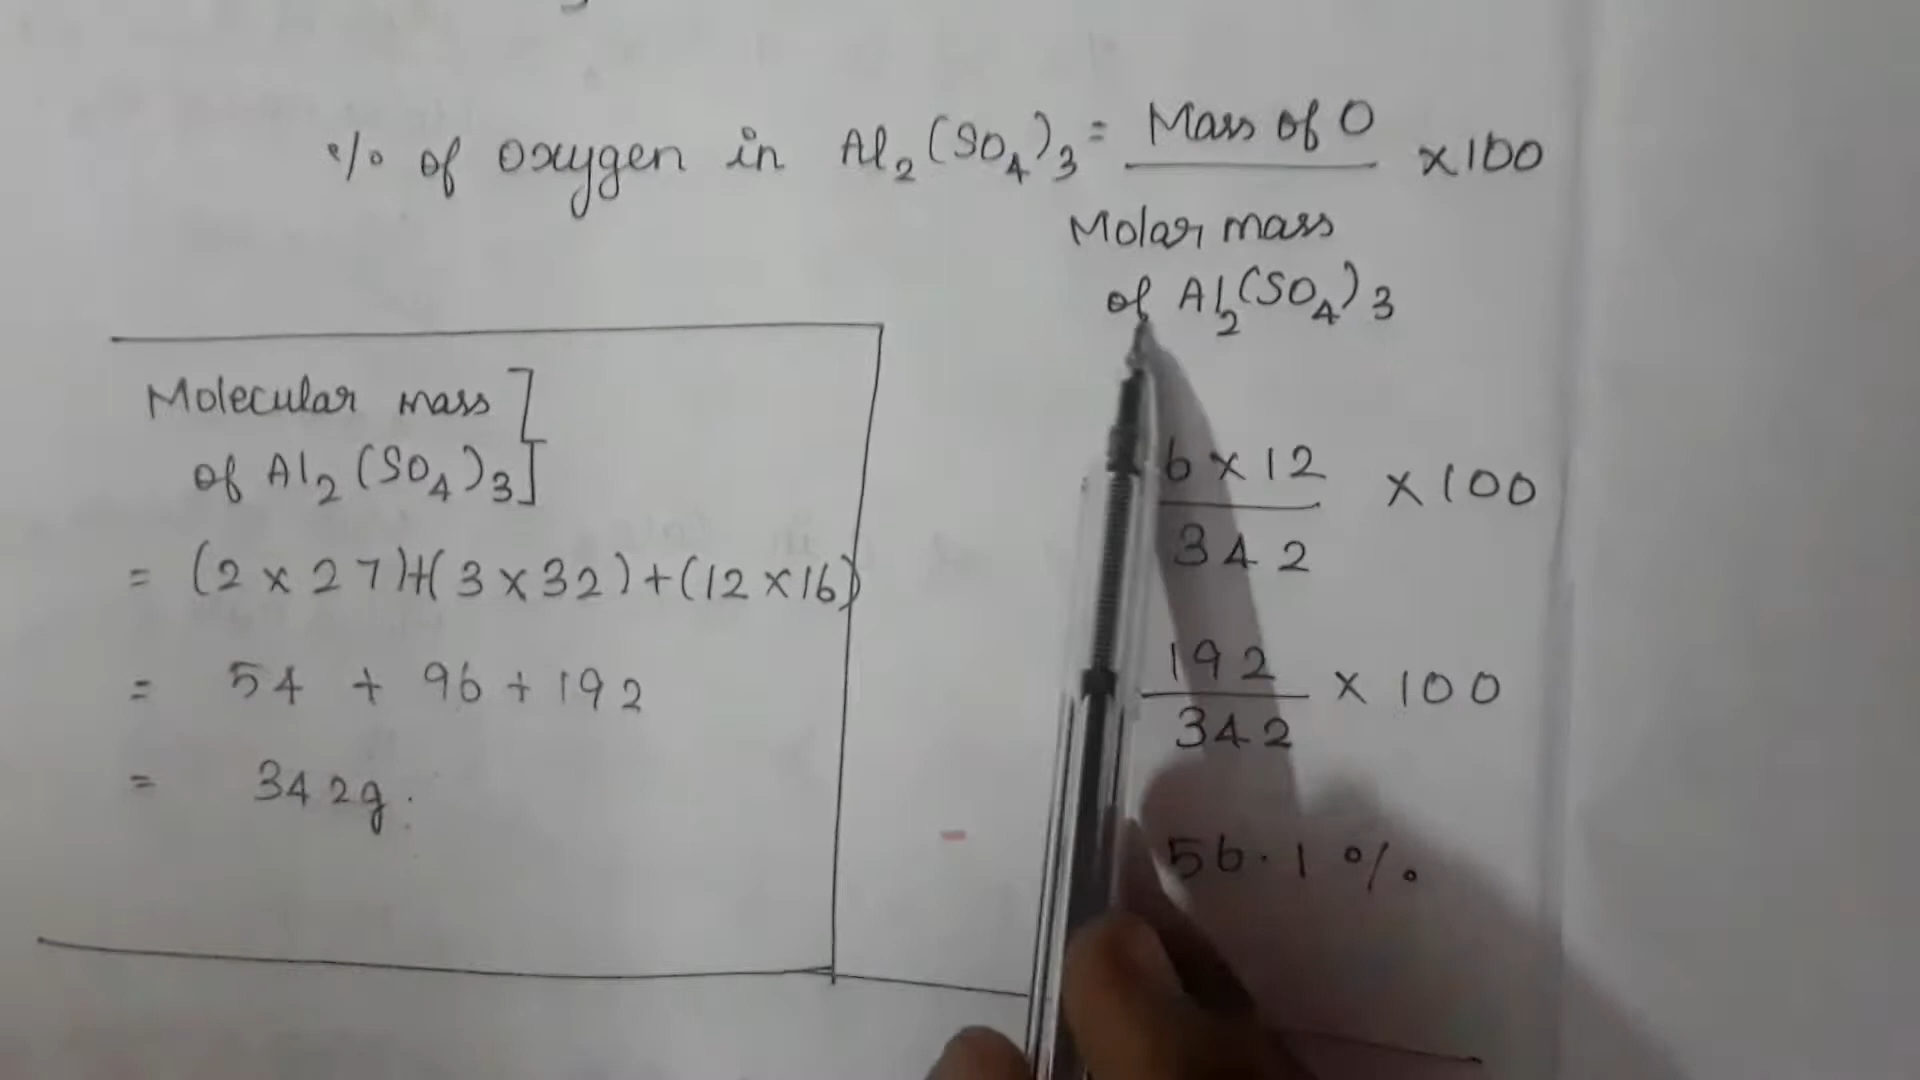 % of oxygen in Al₂(SO₄)₃ = Mass of O / Molar mass of Al₂(SO₄)₃ × 100
Molecular mass ]
of Al₂(SO₄)₃ ]
= (2 × 27)+(3 × 32)+(12 × 16)
= 54 + 96 + 192
= 342g.
6 × 12 / 342 × 100
192 / 342 × 100
56.1 %